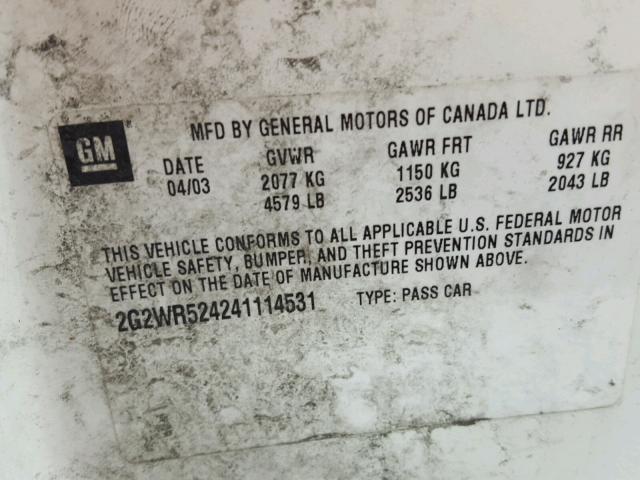 MFD BY GENERAL MOTORS OF CANADA LTD.
GM
DATE GVWR GAWR FRT GAWR RR
04/03 2077 KG 1150 KG 927 KG
4579 LB 2536 LB 2043 LB
THIS VEHICLE CONFORMS TO ALL APPLICABLE U.S. FEDERAL MOTOR
VEHICLE SAFETY, BUMPER, AND THEFT PREVENTION STANDARDS IN
EFFECT ON THE DATE OF MANUFACTURE SHOWN ABOVE.
2G2WR524241114531 TYPE: PASS CAR